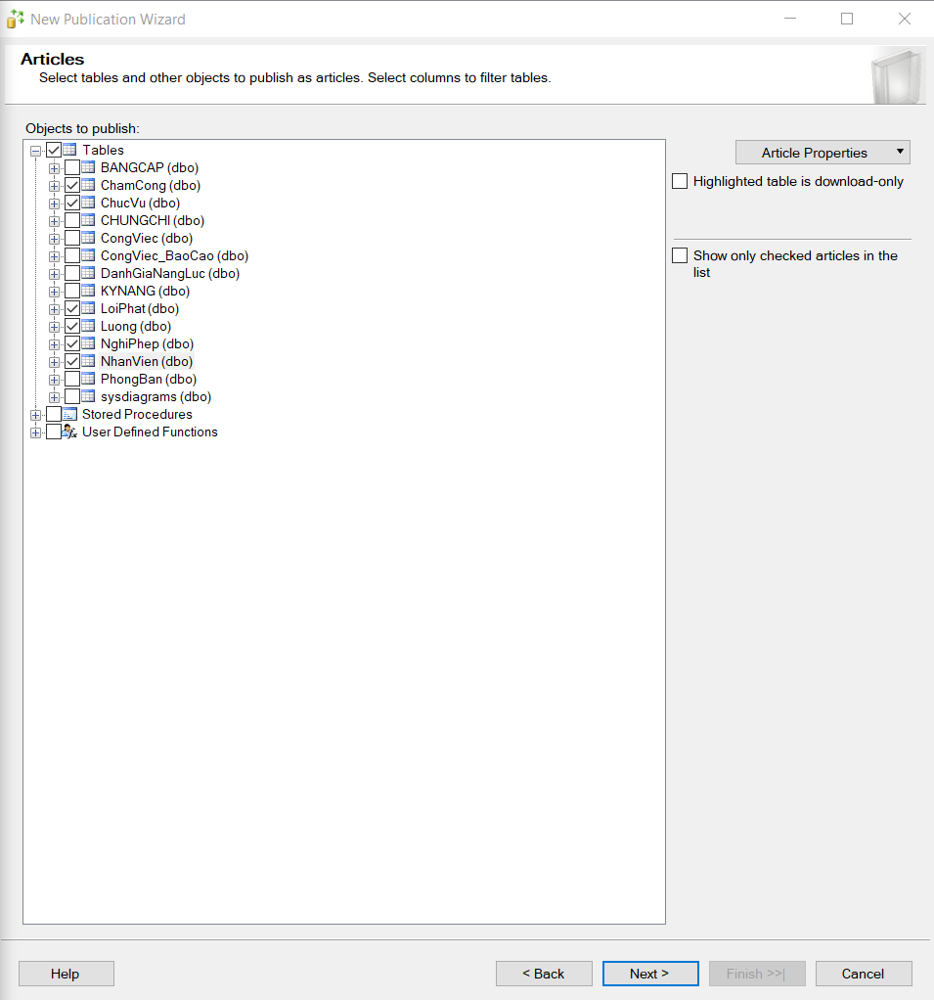 New Publication Wizard
Articles
Select tables and other objects to publish as articles. Select columns to filter tables.
Objects to publish:
Tables
BANGCAP (dbo)
ChamCong (dbo)
ChucVu (dbo)
CHUNGCHI (dbo)
CongViec (dbo)
CongViec_BaoCao (dbo)
DanhGiaNangLuc (dbo)
KYNANG (dbo)
LoiPhat (dbo)
Luong (dbo)
NghiPhep (dbo)
NhanVien (dbo)
PhongBan (dbo)
sysdiagrams (dbo)
Stored Procedures
User Defined Functions
Article Properties
Highlighted table is download-only
Show only checked articles in the
list
Help
< Back
Next >
Finish >>|
Cancel